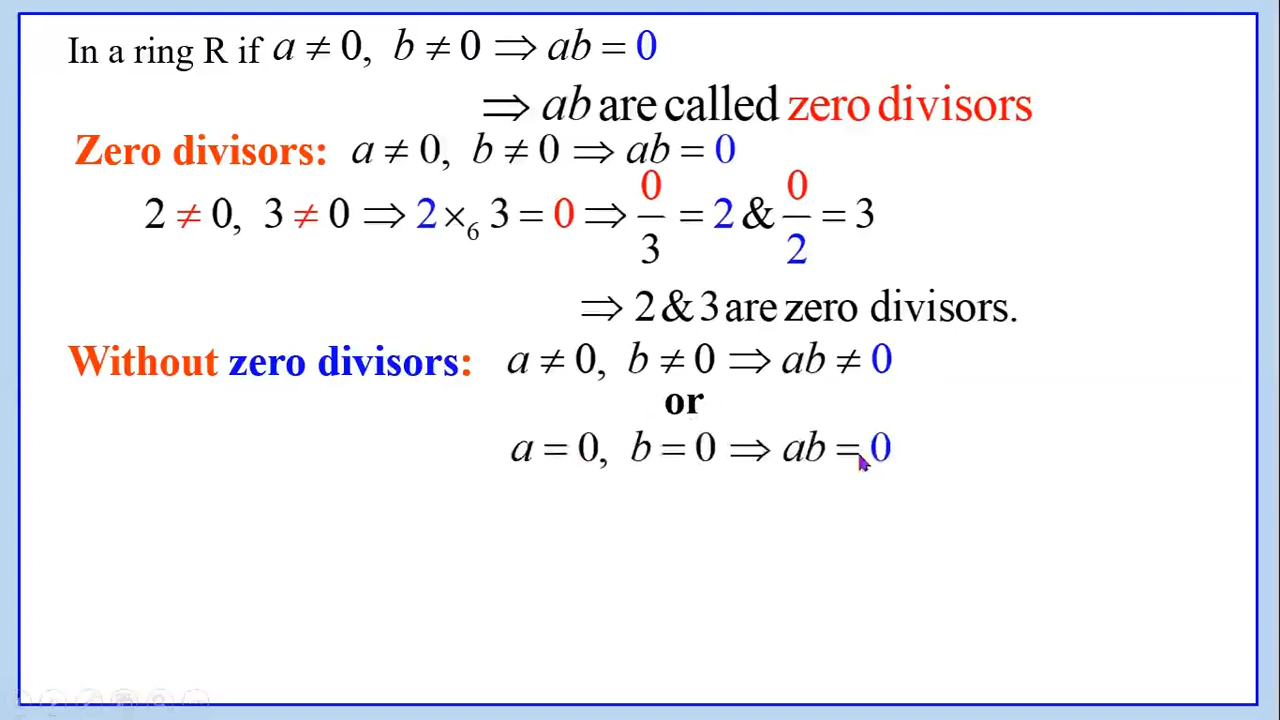 In a ring R if a ≠ 0, b ≠ 0 ⇒ ab = 0
⇒ ab are called zero divisors
Zero divisors: a ≠ 0, b ≠ 0 ⇒ ab = 0
2 ≠ 0, 3 ≠ 0 ⇒ 2 ×₆ 3 = 0 ⇒ 0/3 = 2 & 0/2 = 3
⇒ 2 & 3 are zero divisors.
Without zero divisors: a ≠ 0, b ≠ 0 ⇒ ab ≠ 0
or
a = 0, b = 0 ⇒ ab = 0